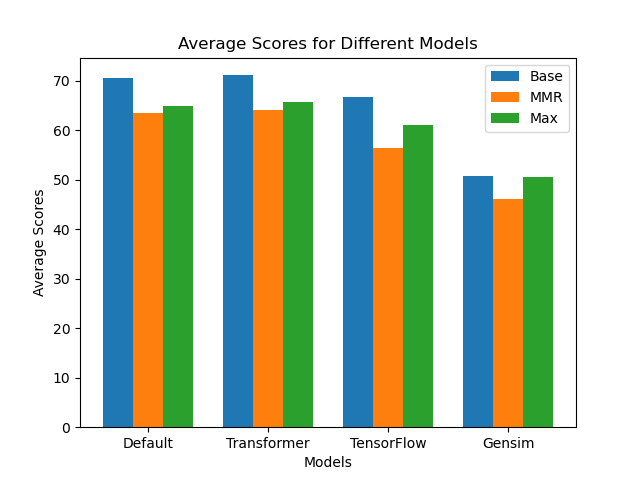 Average Scores for Different Models
Average Scores
70
60
50
40
30
20
10
0
Base
MMR
Max
Default
Transformer
TensorFlow
Gensim
Models